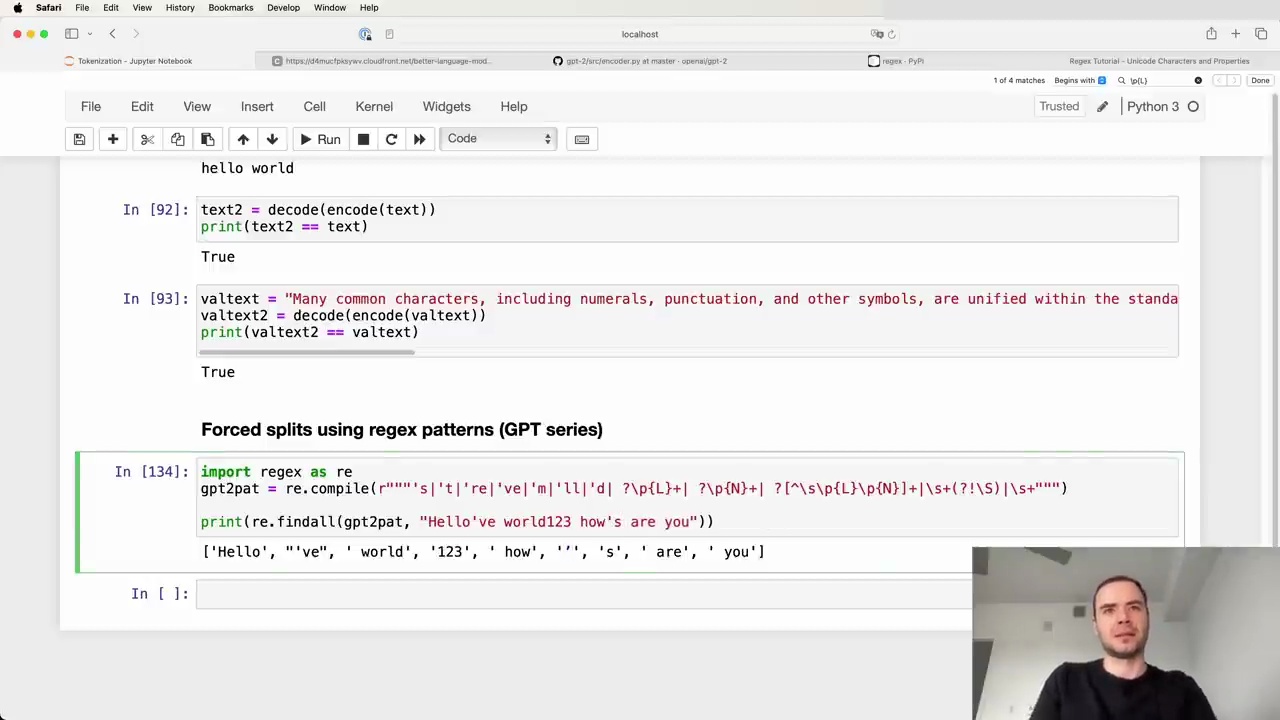 Safari File Edit View History Bookmarks Develop Window Help
localhost
Tokenization - Jupyter Notebook https://d4mucfpksywv.cloudfront.net/better-language-mod... gpt-2/src/encoder.py at master · openai/gpt-2 regex · PyPI Regex Tutorial - Unicode Characters and Properties
1 of 4 matches Begins with \p{L} Done
File Edit View Insert Cell Kernel Widgets Help Trusted Python 3
Run Code
hello world
In [92]: text2 = decode(encode(text))
print(text2 == text)
True
In [93]: valtext = "Many common characters, including numerals, punctuation, and other symbols, are unified within the standa
valtext2 = decode(encode(valtext))
print(valtext2 == valtext)
True
Forced splits using regex patterns (GPT series)
In [134]: import regex as re
gpt2pat = re.compile(r"""'s|'t|'re|'ve|'m|'ll|'d| ?\p{L}+| ?\p{N}+| ?[^\s\p{L}\p{N}]+|\s+(?!\S)|\s+""")
print(re.findall(gpt2pat, "Hello've world123 how’s are you"))
['Hello', "'ve", ' world', '123', ' how', '’', 's', ' are', ' you']
In [ ]: